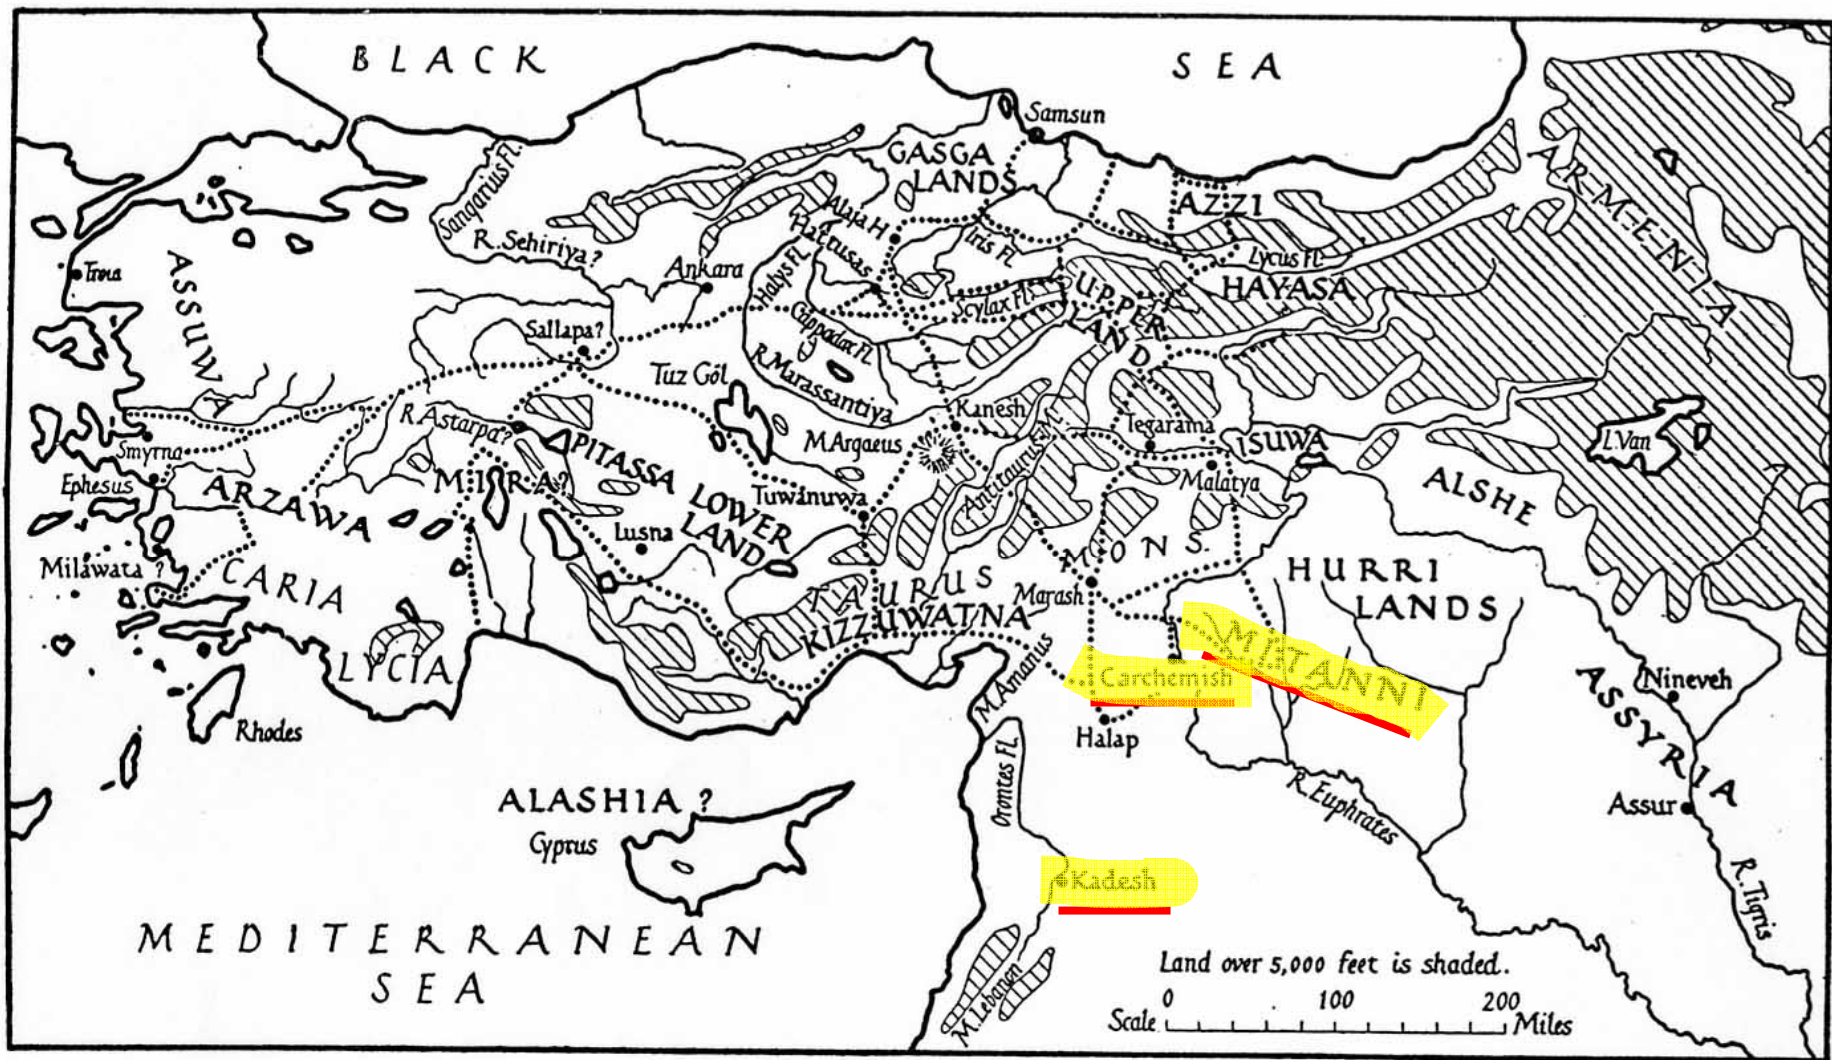 BLACK SEA
Samsun
GASGA
LANDS
AZZI
ARMENIA
Sangarius Fl.
R. Sehiriya?
Alaja H
Hattusas
Iris Fl.
Lycus Fl.
HAYASA
Troia
ASSUWA
Ankara
Halys Fl.
Scylax Fl.
UPPER
LAND
Sallapa?
Cappadox Fl.
Tuz Göl
R. Marassantiya
Kanesh
Tegarama
R. Astarpa?
M. Argaeus
ISUWA
L. Van
Smyrna
PITASSA
Antitaurus M.
Malatya
Ephesus
ARZAWA
MIRA?
LOWER
LAND
Tuwanuwa
ALSHE
Lusna
Milawata?
CARIA
TAURUS MONS.
Marash
HURRI
LANDS
KIZZUWATNA
MITANNI
LYCIA
M. Amanus
Carchemish
Nineveh
ASSYRIA
Rhodes
Halap
Orontes Fl.
R. Euphrates
ALASHIA ?
Cyprus
Assur
Kadesh
R. Tigris
MEDITERRANEAN
SEA
M. Lebanon
Land over 5,000 feet is shaded.
0 100 200
Scale Miles